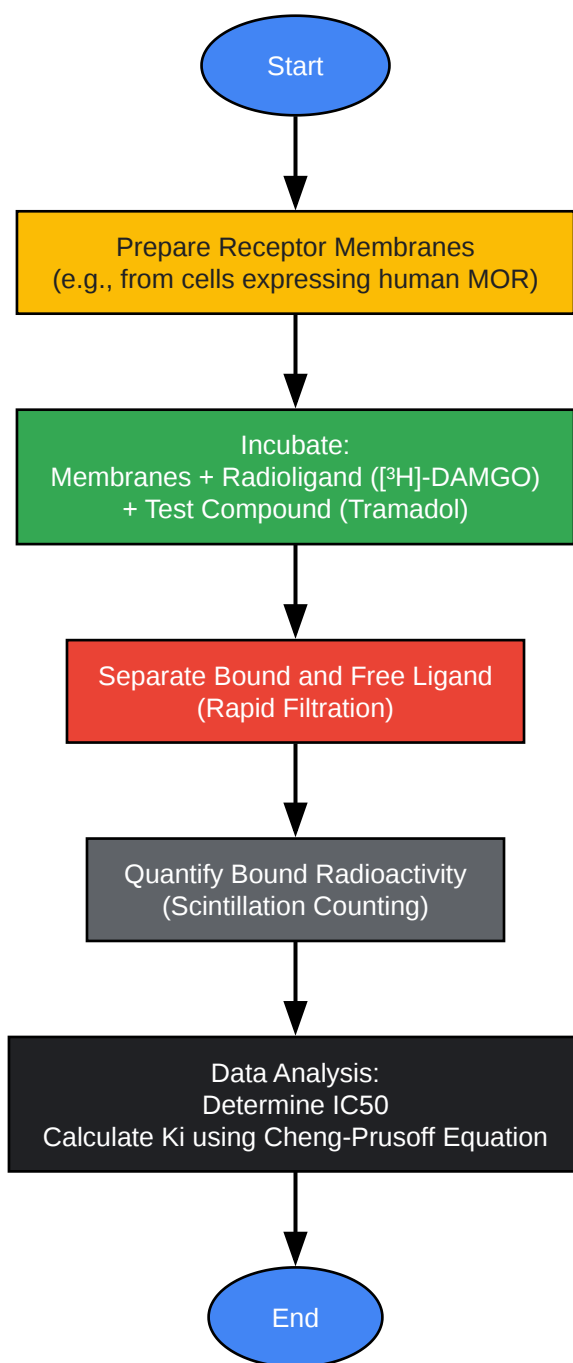 Start
Prepare Receptor Membranes
(e.g., from cells expressing human MOR)
Incubate:
Membranes + Radioligand ([³H]-DAMGO)
+ Test Compound (Tramadol)
Separate Bound and Free Ligand
(Rapid Filtration)
Quantify Bound Radioactivity
(Scintillation Counting)
Data Analysis:
Determine IC50
Calculate Ki using Cheng-Prusoff Equation
End